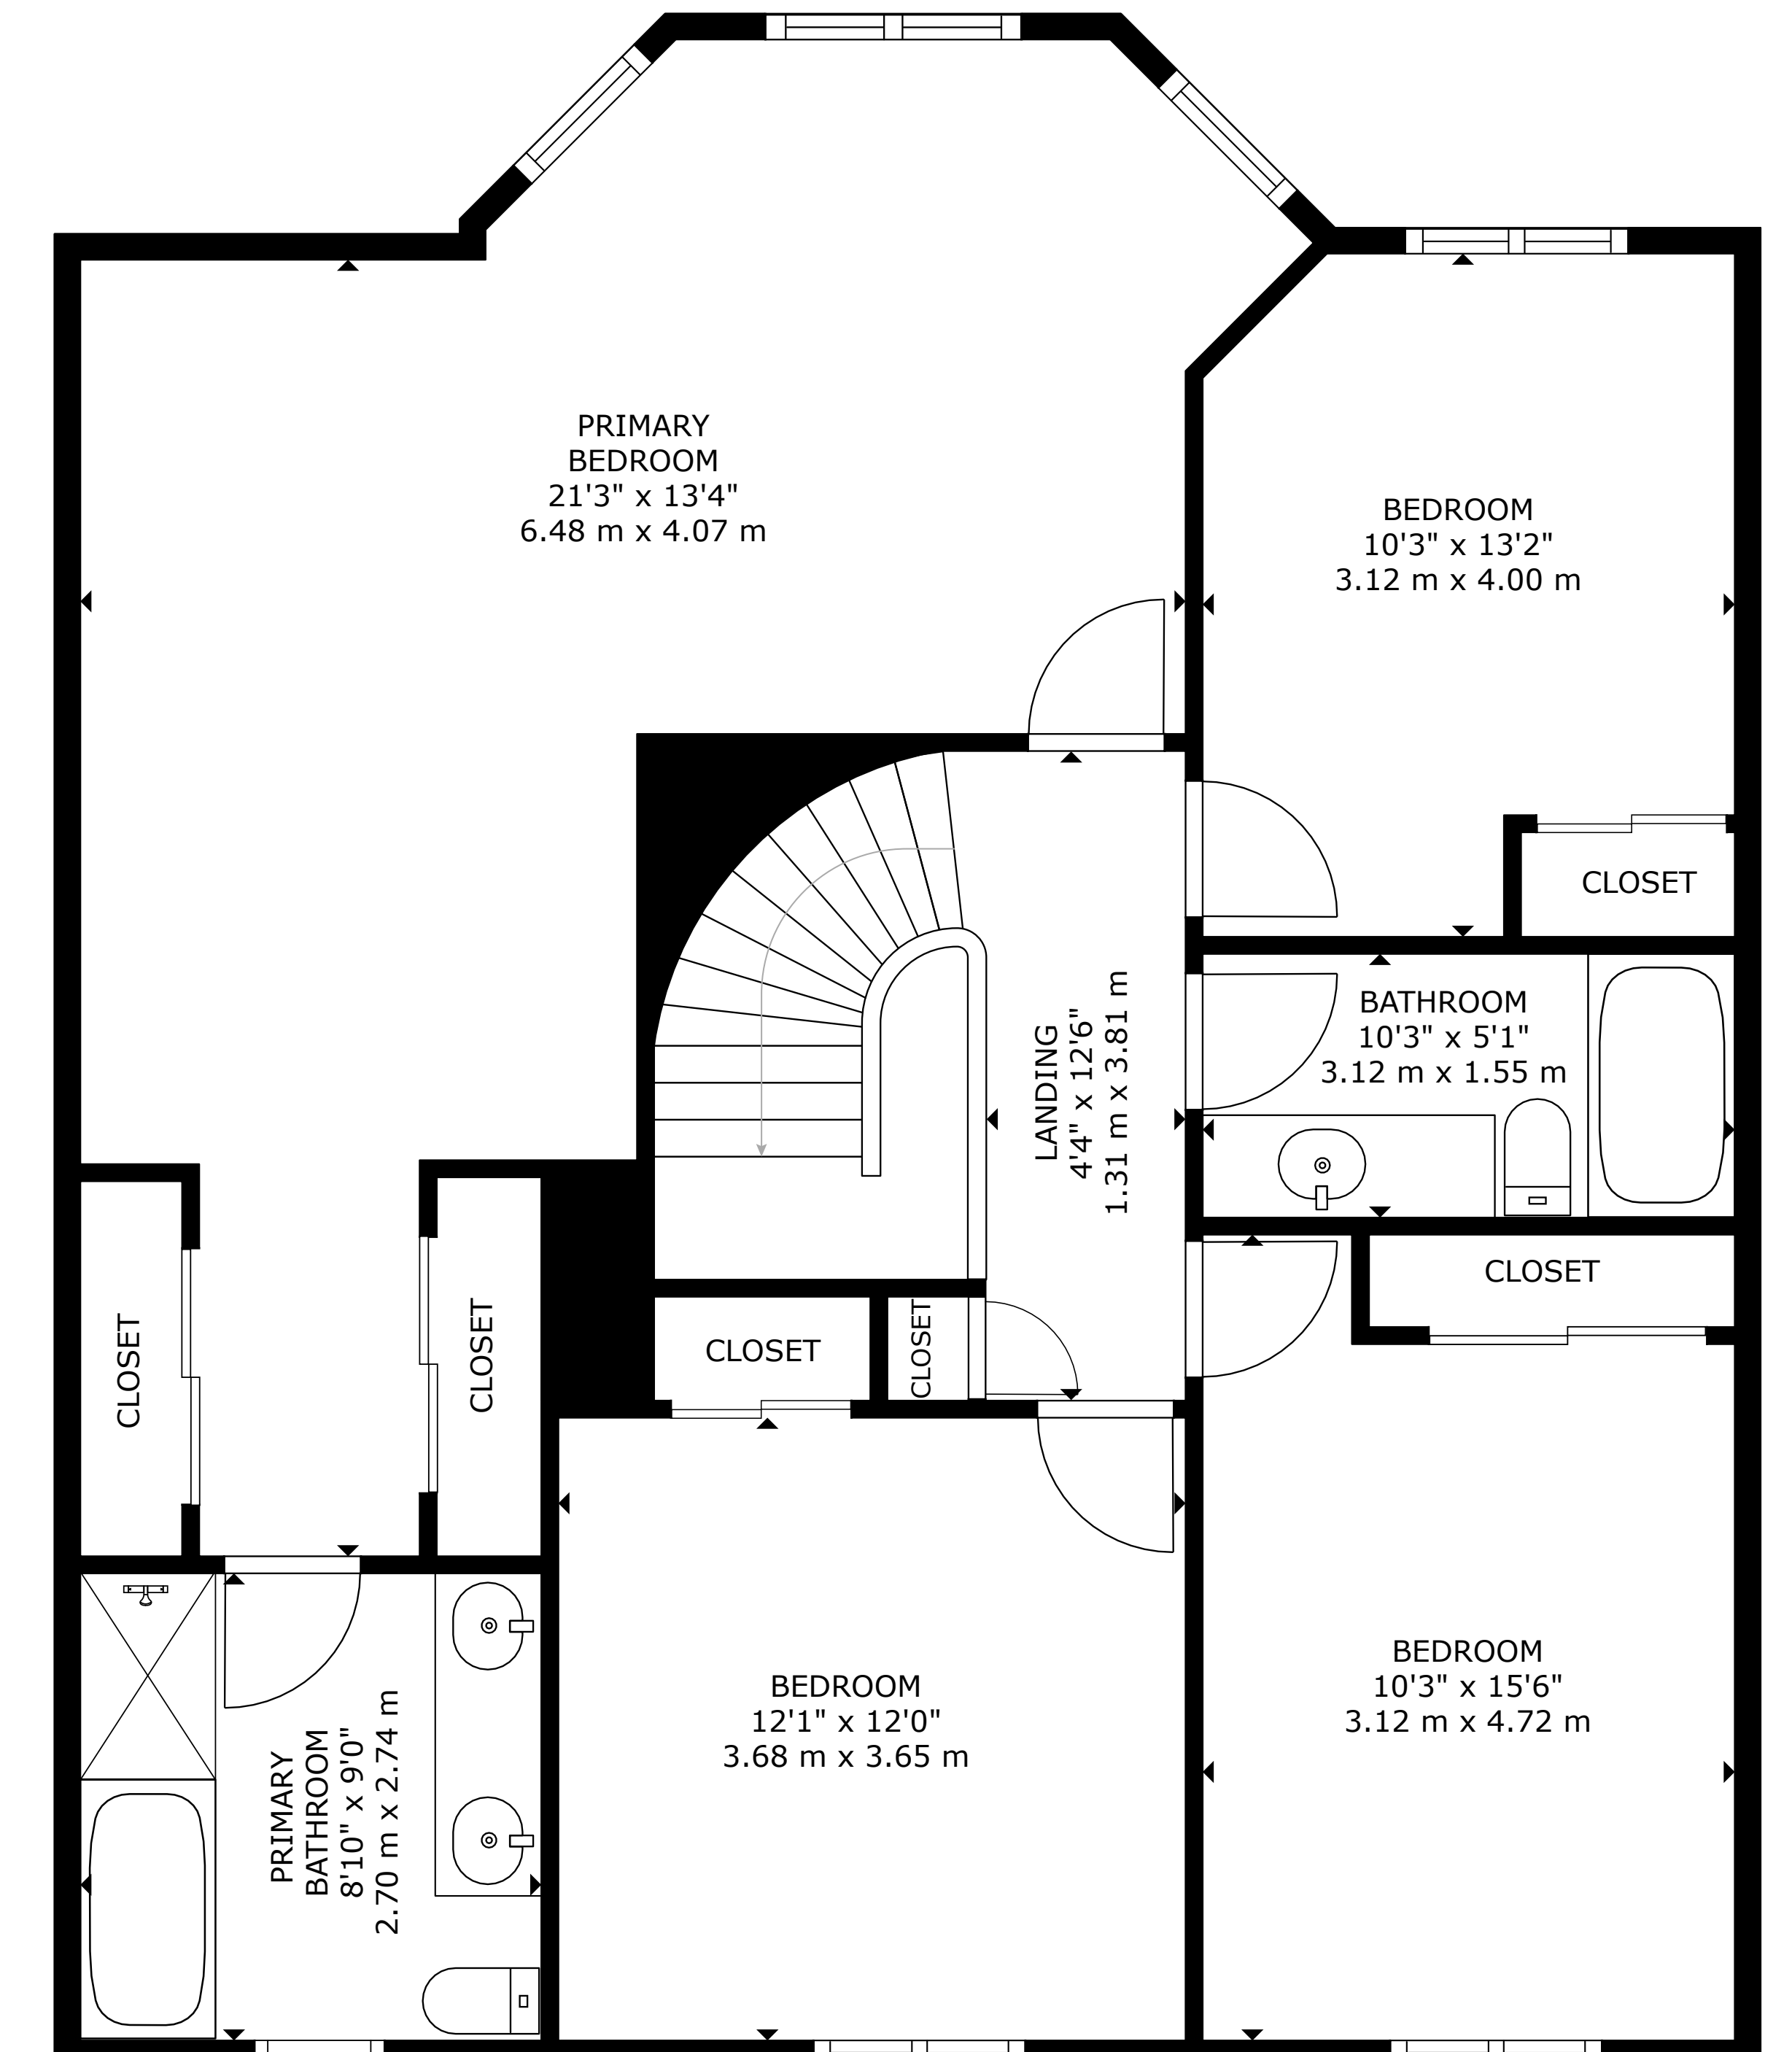 PRIMARY
BEDROOM
21'3" x 13'4"
6.48 m x 4.07 m
BEDROOM
10'3" x 13'2"
3.12 m x 4.00 m
CLOSET
BATHROOM
10'3" x 5'1"
3.12 m x 1.55 m
LANDING
4'4" x 12'6"
1.31 m x 3.81 m
CLOSET
CLOSET
CLOSET
CLOSET
CLOSET
BEDROOM
12'1" x 12'0"
3.68 m x 3.65 m
BEDROOM
10'3" x 15'6"
3.12 m x 4.72 m
PRIMARY
BATHROOM
8'10" x 9'0"
2.70 m x 2.74 m